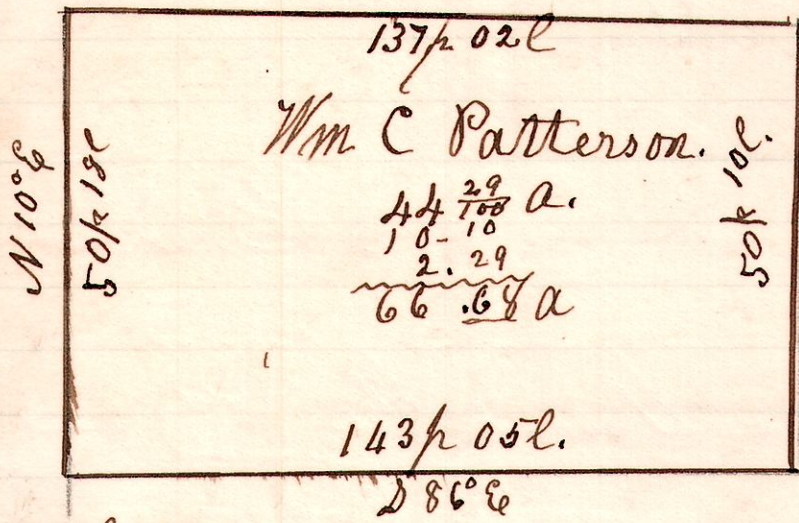 137p 02l
Wm C Patterson.
44 29/100 a.
10-10
2.29
66.68 a
N 10° E
50p 18l
50p 10l.
143p 05l.
S 86° E